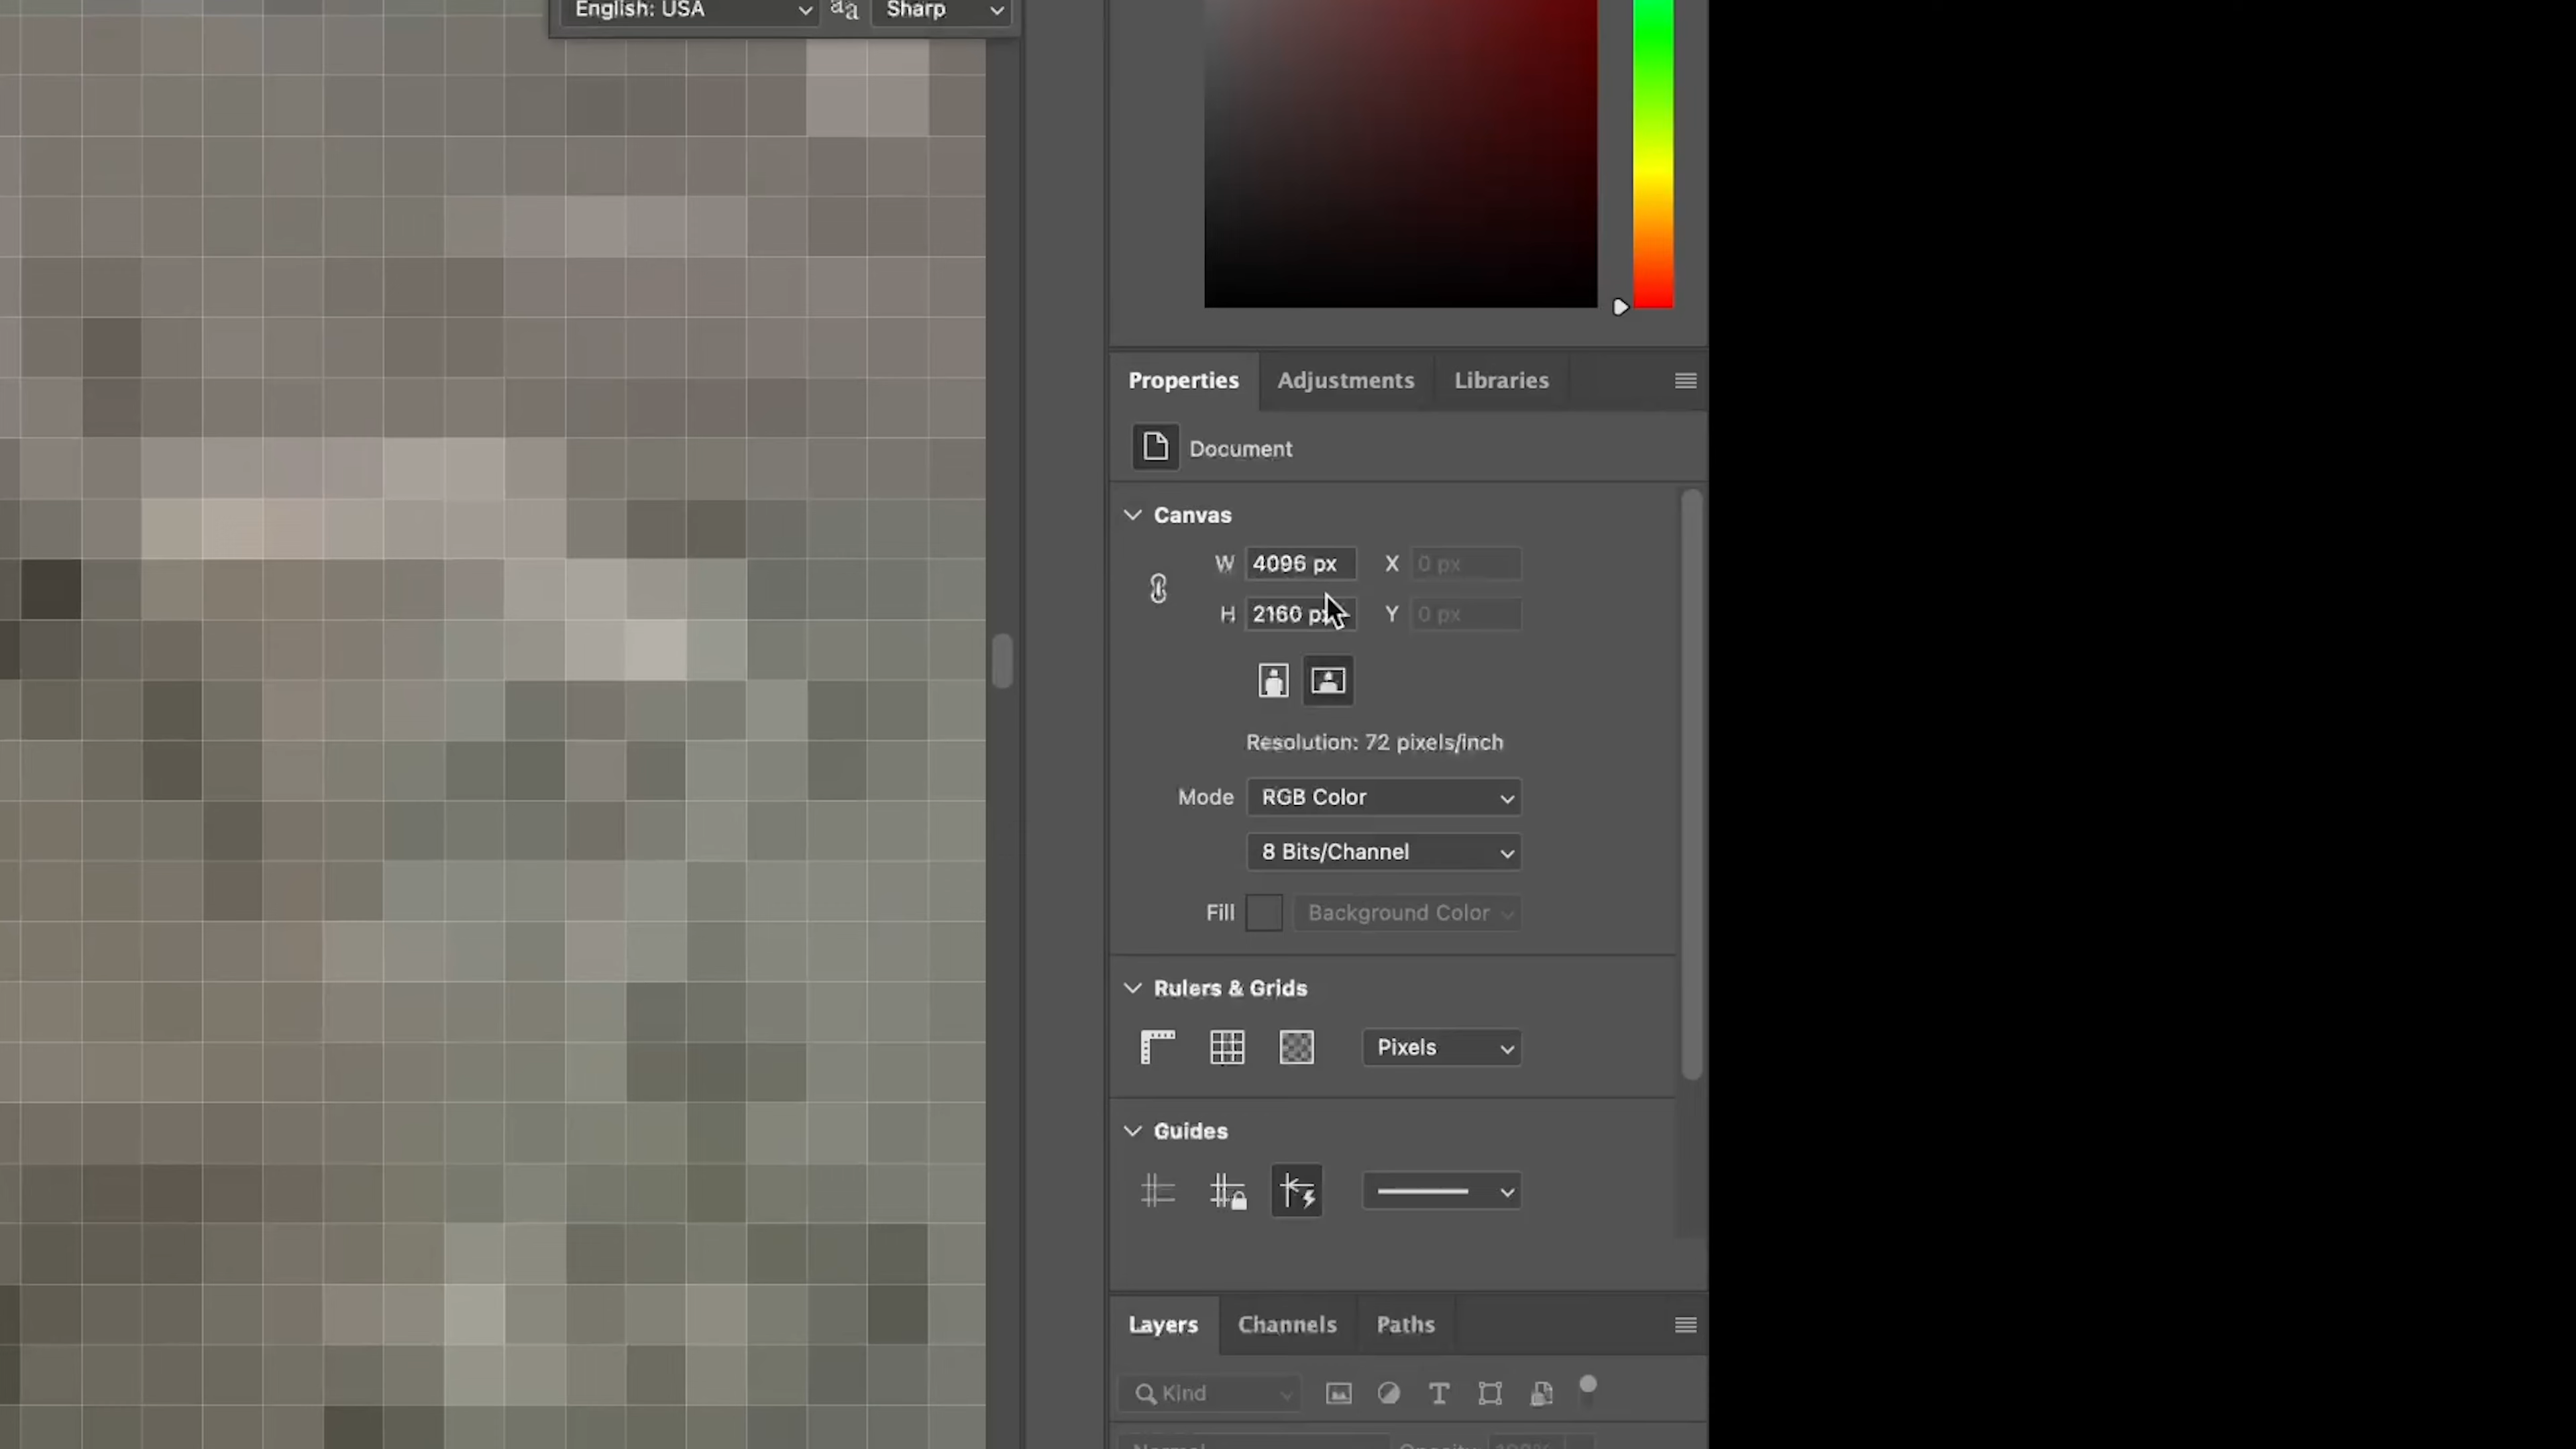 English: USA aa Sharp
Properties Adjustments Libraries
Document
Canvas
W 4096 px X 0 px
H 2160 px Y 0 px
Resolution: 72 pixels/inch
Mode RGB Color
8 Bits/Channel
Fill Background Color
Rulers & Grids
Pixels
Guides
Layers Channels Paths
Kind T